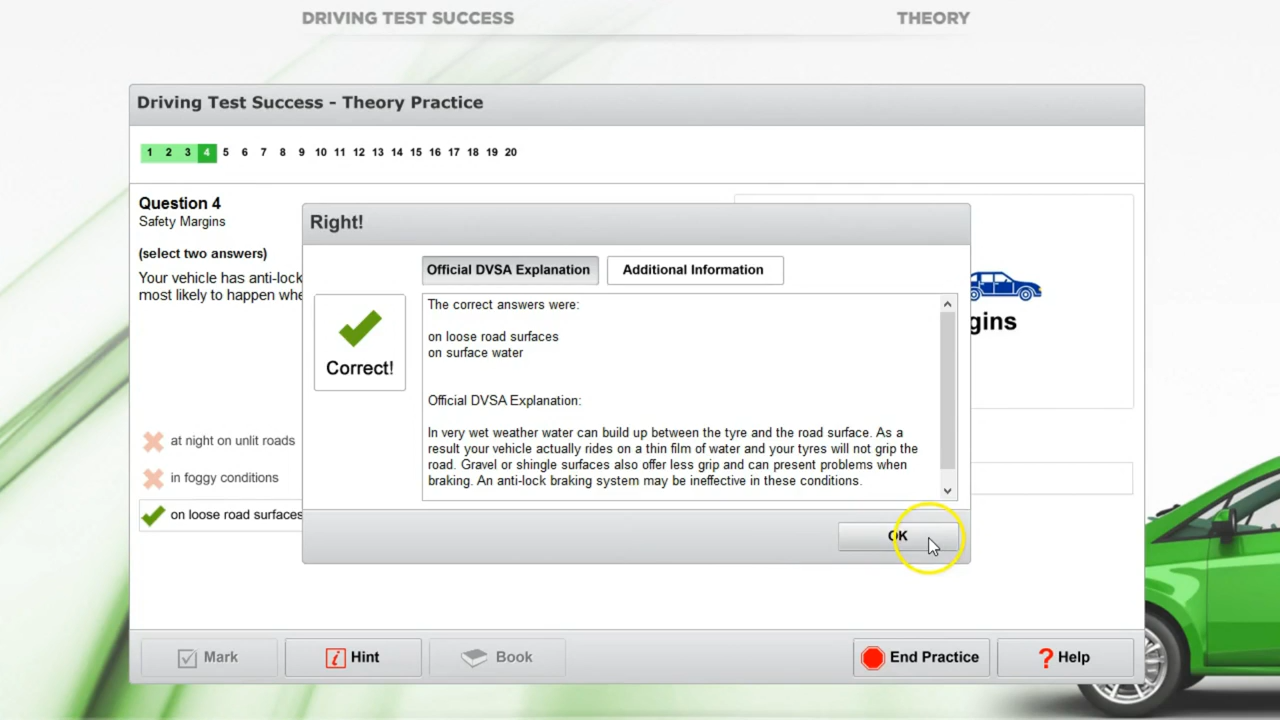 DRIVING TEST SUCCESS THEORY
Driving Test Success - Theory Practice
1 2 3 4 5 6 7 8 9 10 11 12 13 14 15 16 17 18 19 20
Question 4
Safety Margins
(select two answers)
Your vehicle has anti-lock
most likely to happen whe
at night on unlit roads
in foggy conditions
on loose road surfaces
Right!
Official DVSA Explanation Additional Information
Correct!
The correct answers were:
on loose road surfaces
on surface water
Official DVSA Explanation:
In very wet weather water can build up between the tyre and the road surface. As a
result your vehicle actually rides on a thin film of water and your tyres will not grip the
road. Gravel or shingle surfaces also offer less grip and can present problems when
braking. An anti-lock braking system may be ineffective in these conditions.
OK
gins
Mark Hint Book End Practice Help